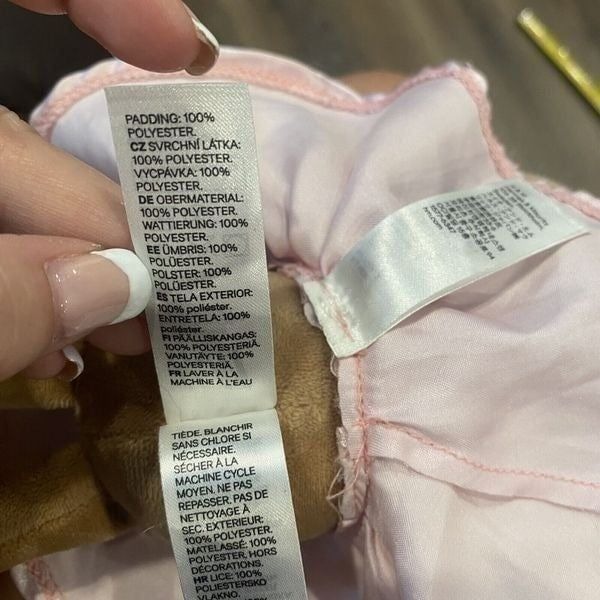 PADDING: 100%
POLYESTER.
CZ SVRCHNÍ LÁTKA:
100% POLYESTER.
VYCPÁVKA: 100%
POLYESTER.
DE OBERMATERIAL:
100% POLYESTER.
WATTIERUNG: 100%
POLYESTER.
EE ÜMBRIS: 100%
POLÜESTER.
POLSTER: 100%
POLÜESTER.
ES TELA EXTERIOR:
100% poliéster.
ENTRETELA: 100%
poliéster.
FI PÄÄLLISKANGAS:
100% POLYESTERIÄ.
VANUTÄYTE: 100%
POLYESTERIÄ.
FR LAVER À LA
MACHINE À L'EAU
TIÈDE. BLANCHIR
SANS CHLORE SI
NÉCESSAIRE.
SÉCHER À LA
MACHINE CYCLE
MOYEN. NE PAS
REPASSER. PAS DE
NETTOYAGE À
SEC. EXTERIEUR:
100% POLYESTER.
MATELASSÉ: 100%
POLYESTER, HORS
DÉCORATIONS.
HR LICE: 100%
POLIESTERSKO
VLAKNO.